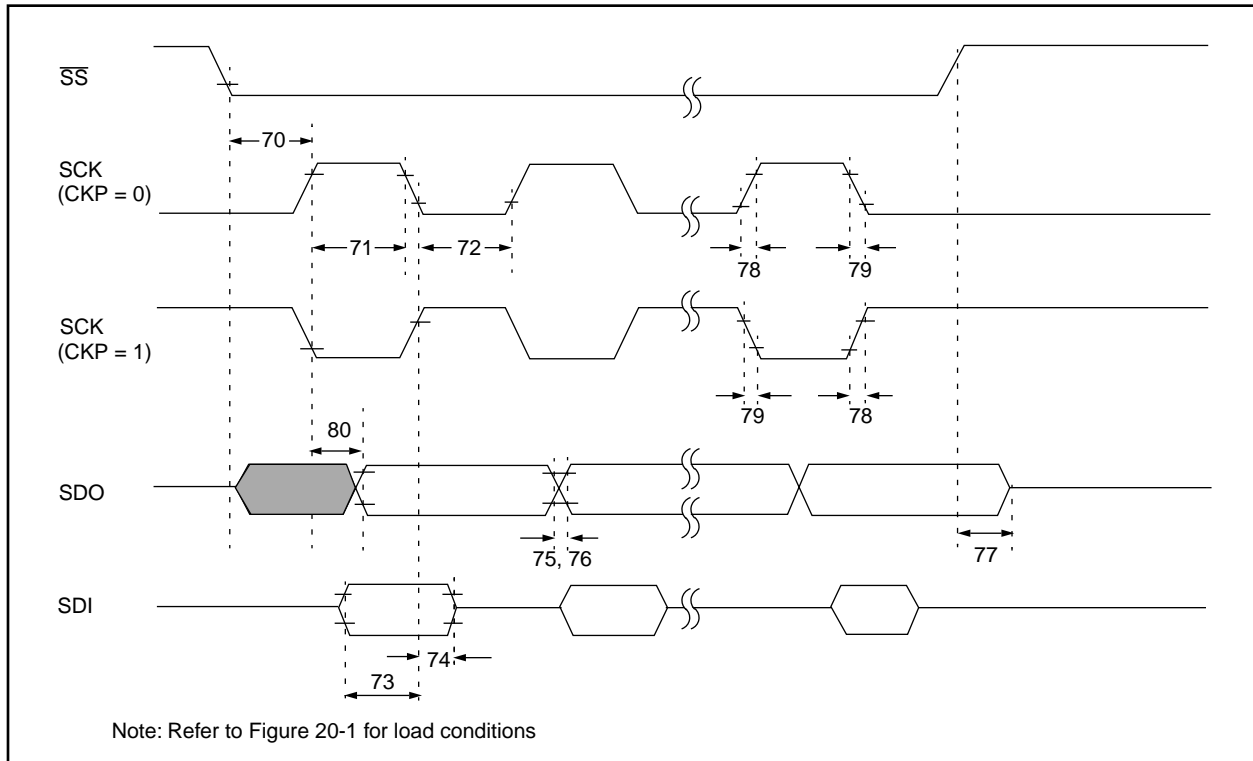 SS
70
SCK
(CKP = 0)
71
72
78
79
SCK
(CKP = 1)
79
78
80
SDO
75, 76
77
SDI
74
73
Note: Refer to Figure 20-1 for load conditions